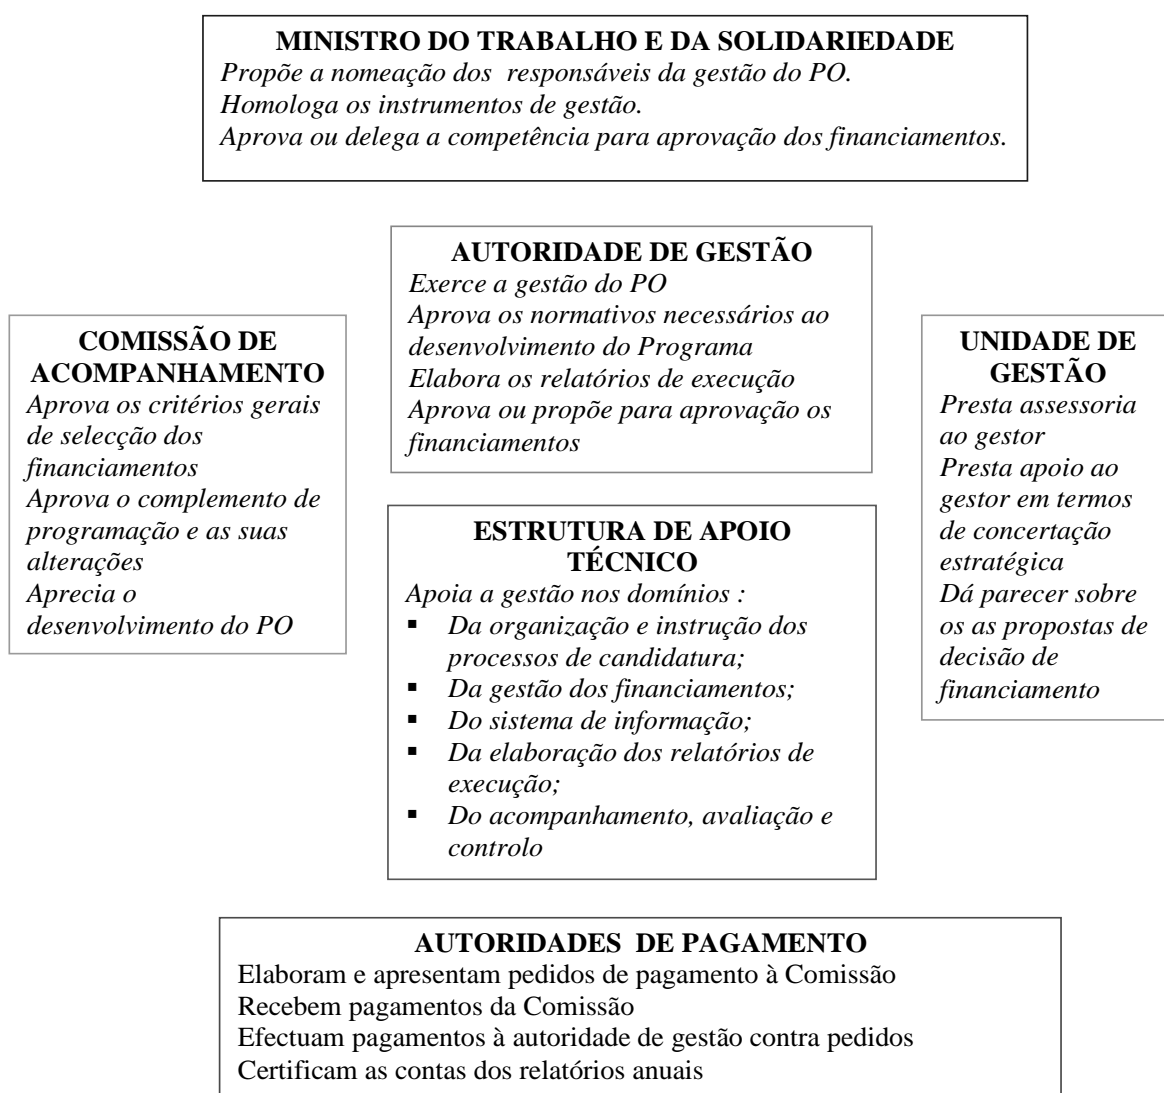 MINISTRO DO TRABALHO E DA SOLIDARIEDADE
Propõe a nomeação dos  responsáveis da gestão do PO.
Homologa os instrumentos de gestão.
Aprova ou delega a competência para aprovação dos financiamentos.
AUTORIDADE DE GESTÃO
Exerce a gestão do PO
Aprova os normativos necessários ao
desenvolvimento do Programa
Elabora os relatórios de execução
Aprova ou propõe para aprovação os
financiamentos
COMISSÃO DE
ACOMPANHAMENTO
Aprova os critérios gerais
de selecção dos
financiamentos
Aprova o complemento de
programação e as suas
alterações
Aprecia o
desenvolvimento do PO
UNIDADE DE
GESTÃO
Presta assessoria
ao gestor
Presta apoio ao
gestor em termos
de concertação
estratégica
Dá parecer sobre
os as propostas de
decisão de
financiamento
ESTRUTURA DE APOIO
TÉCNICO
Apoia a gestão nos domínios :
▪ Da organização e instrução dos
processos de candidatura;
▪ Da gestão dos financiamentos;
▪ Do sistema de informação;
▪ Da elaboração dos relatórios de
execução;
▪ Do acompanhamento, avaliação e
controlo
AUTORIDADES  DE PAGAMENTO
Elaboram e apresentam pedidos de pagamento à Comissão
Recebem pagamentos da Comissão
Efectuam pagamentos à autoridade de gestão contra pedidos
Certificam as contas dos relatórios anuais